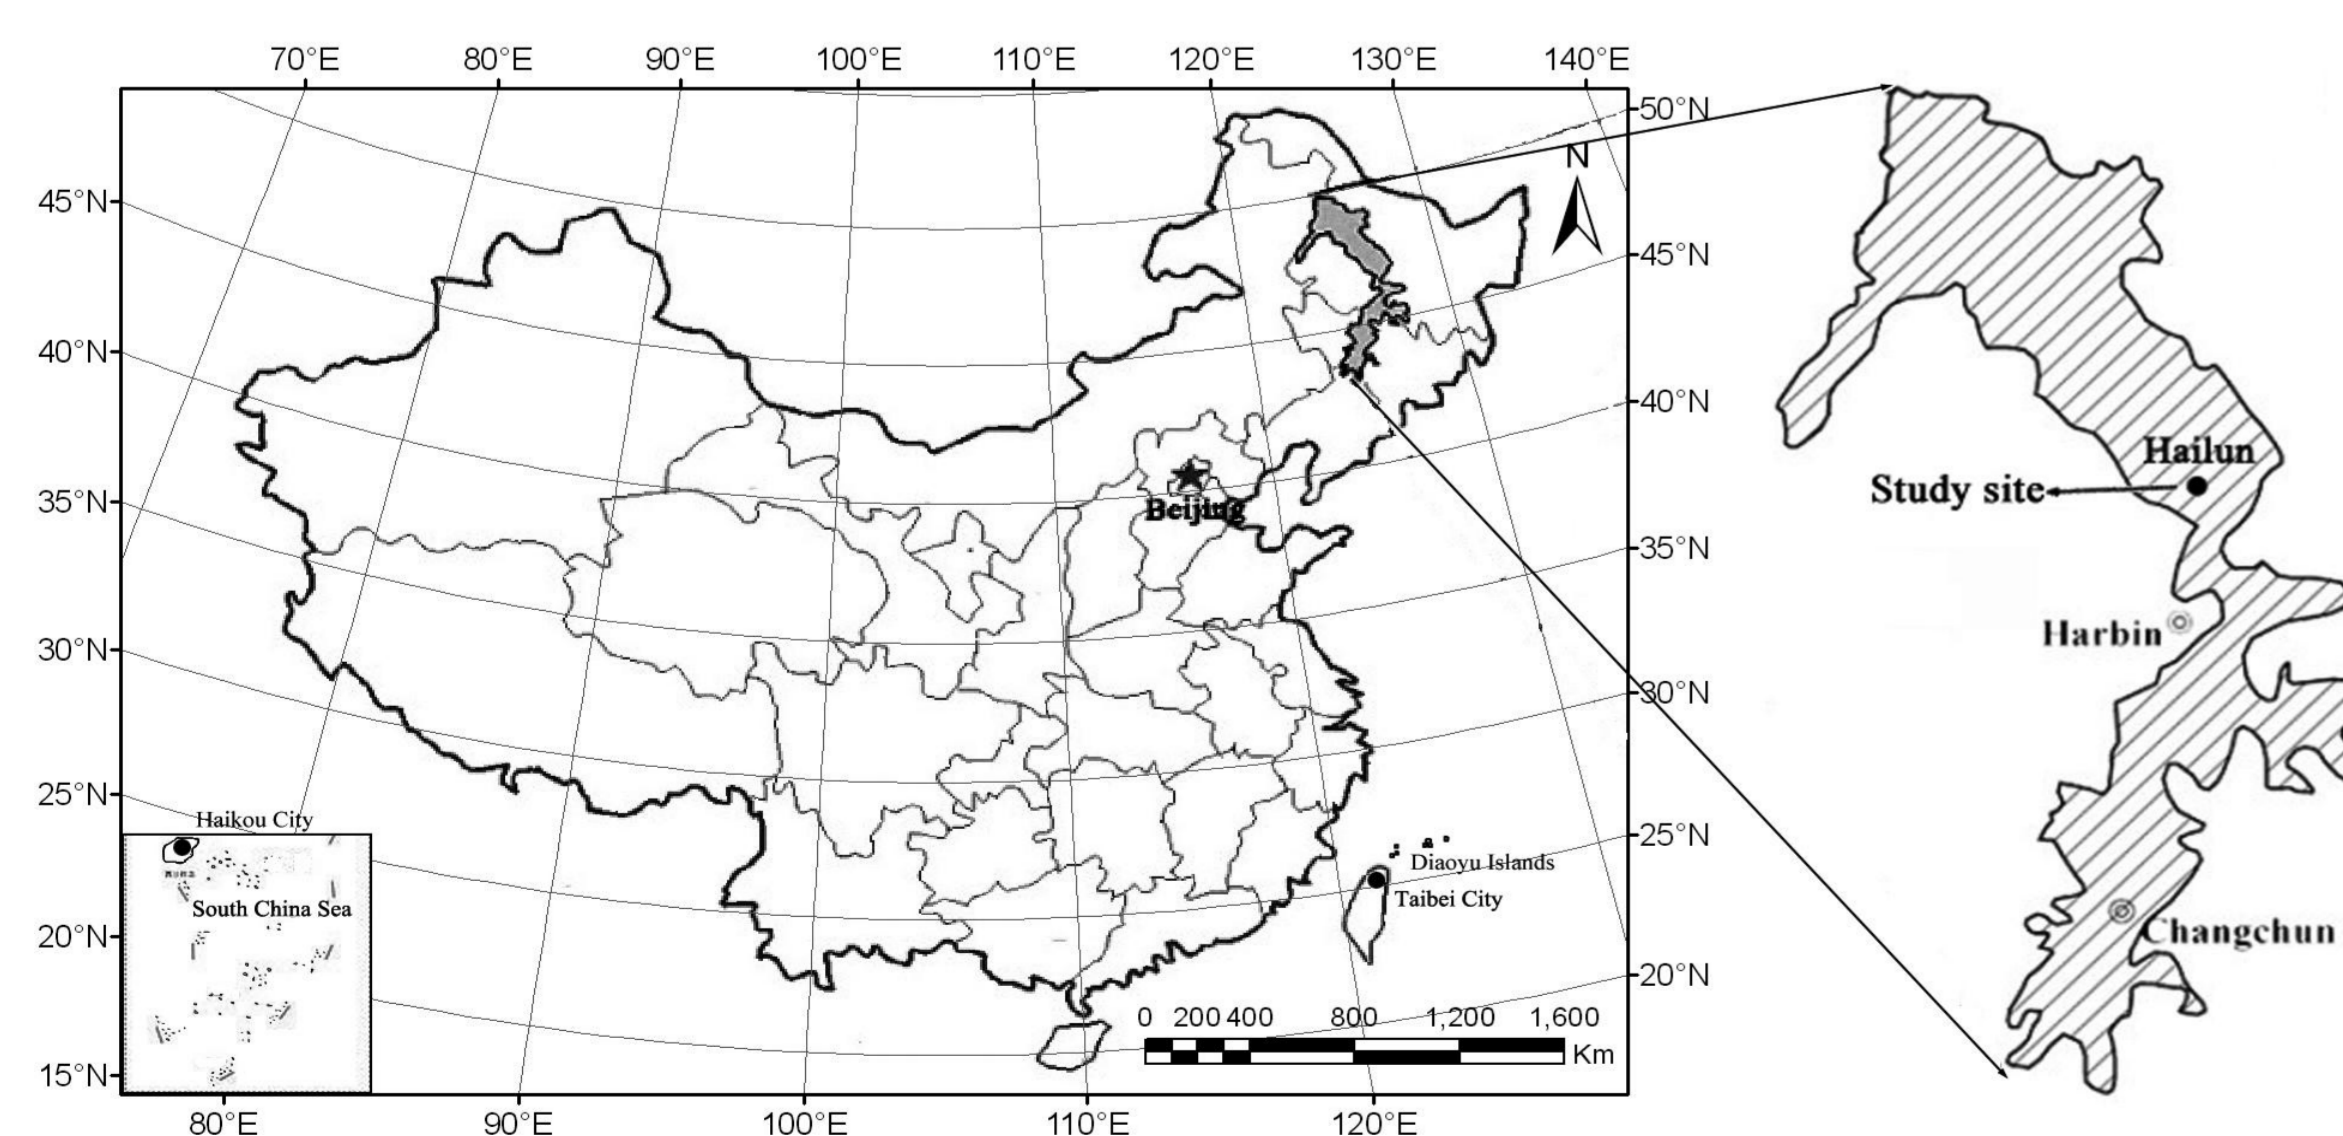 70°E
80°E
90°E
100°E
110°E
120°E
130°E
140°E
50°N
N
45°N
45°N
40°N
40°N
Hailun
Study site
Beijing
35°N
35°N
Harbin
30°N
30°N
25°N
25°N
Haikou City
Diaoyu Islands
Taibei City
South China Sea
Changchun
20°N
20°N
0 200 400 800 1,200 1,600
Km
15°N
80°E
90°E
100°E
110°E
120°E